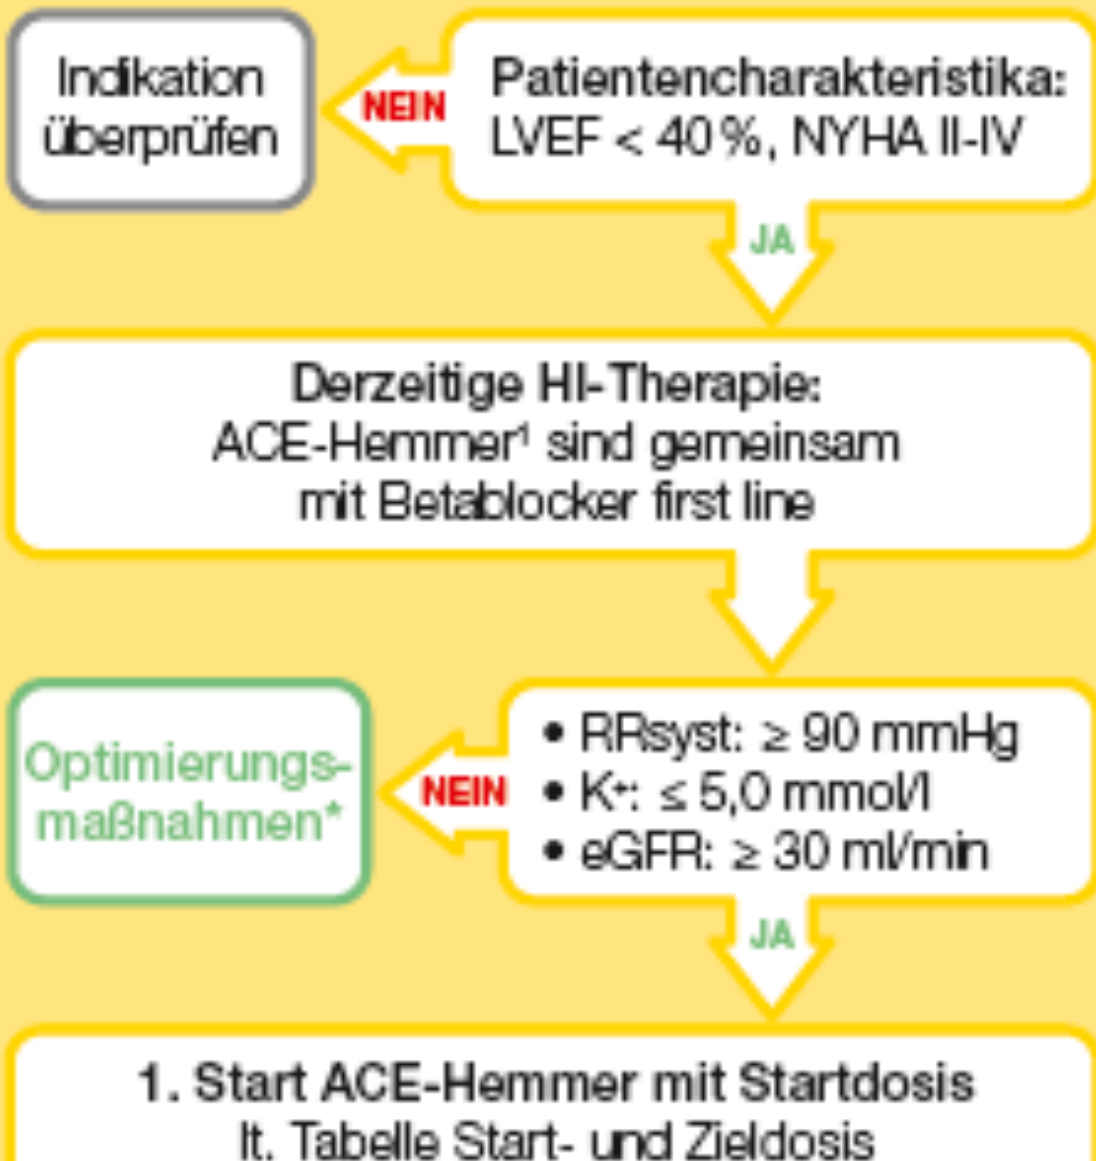 Indikation
überprüfen
NEIN
Patientencharakteristika:
LVEF < 40 %, NYHA II-IV
JA
Derzeitige HI-Therapie:
ACE-Hemmer¹ sind gemeinsam
mit Betablocker first line
Optimierungs-
maßnahmen*
NEIN
• RRsyst: ≥ 90 mmHg
• K⁺: ≤ 5,0 mmol/l
• eGFR: ≥ 30 ml/min
JA
1. Start ACE-Hemmer mit Startdosis
lt. Tabelle Start- und Zieldosis